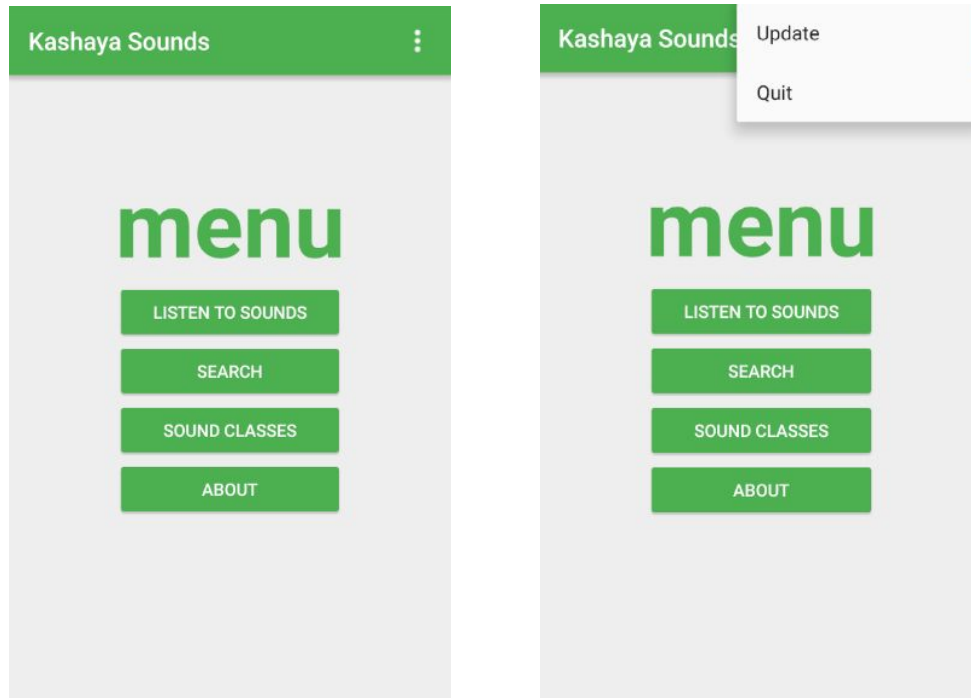 Kashaya Sounds
menu
LISTEN TO SOUNDS
SEARCH
SOUND CLASSES
ABOUT
Kashaya Sounds
Update
Quit
menu
LISTEN TO SOUNDS
SEARCH
SOUND CLASSES
ABOUT